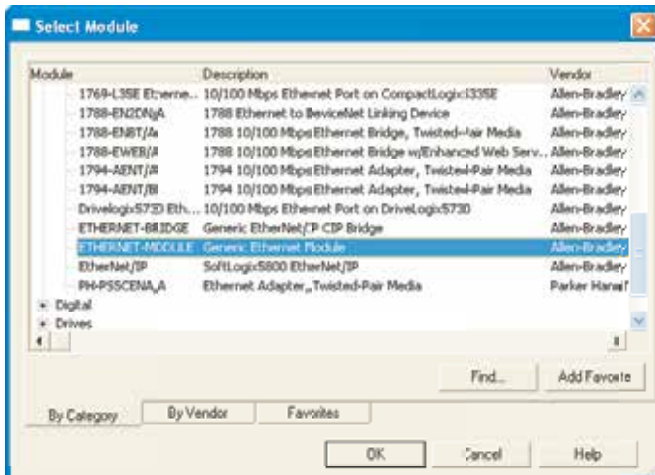 Select Module
Module Description Vendor
1769-L35E Etherne... 10/100 Mbps Ethernet Port on CompactLogix5335E Allen-Bradley
1788-EN2DN/A 1788 Ethernet to DeviceNet Linking Device Allen-Bradley
1788-ENBT/A 1788 10/100 Mbps Ethernet Bridge, Twisted-Pair Media Allen-Bradley
1788-EWEB/A 1788 10/100 Mbps Ethernet Bridge w/Enhanced Web Serv... Allen-Bradley
1794-AENT/A 1794 10/100 Mbps Ethernet Adapter, Twisted-Pair Media Allen-Bradley
1794-AENT/B 1794 10/100 Mbps Ethernet Adapter, Twisted-Pair Media Allen-Bradley
DriveLogix5730 Eth... 10/100 Mbps Ethernet Port on DriveLogix5730 Allen-Bradley
ETHERNET-BRIDGE Generic EtherNet/IP CIP Bridge Allen-Bradley
ETHERNET-MODULE Generic Ethernet Module Allen-Bradley
EtherNet/IP SoftLogix5800 EtherNet/IP Allen-Bradley
PH-PSSCENA,A Ethernet Adapter,,Twisted-Pair Media Parker Hanif
Digital
Drives
Find... Add Favorite
By Category By Vendor Favorites
OK Cancel Help